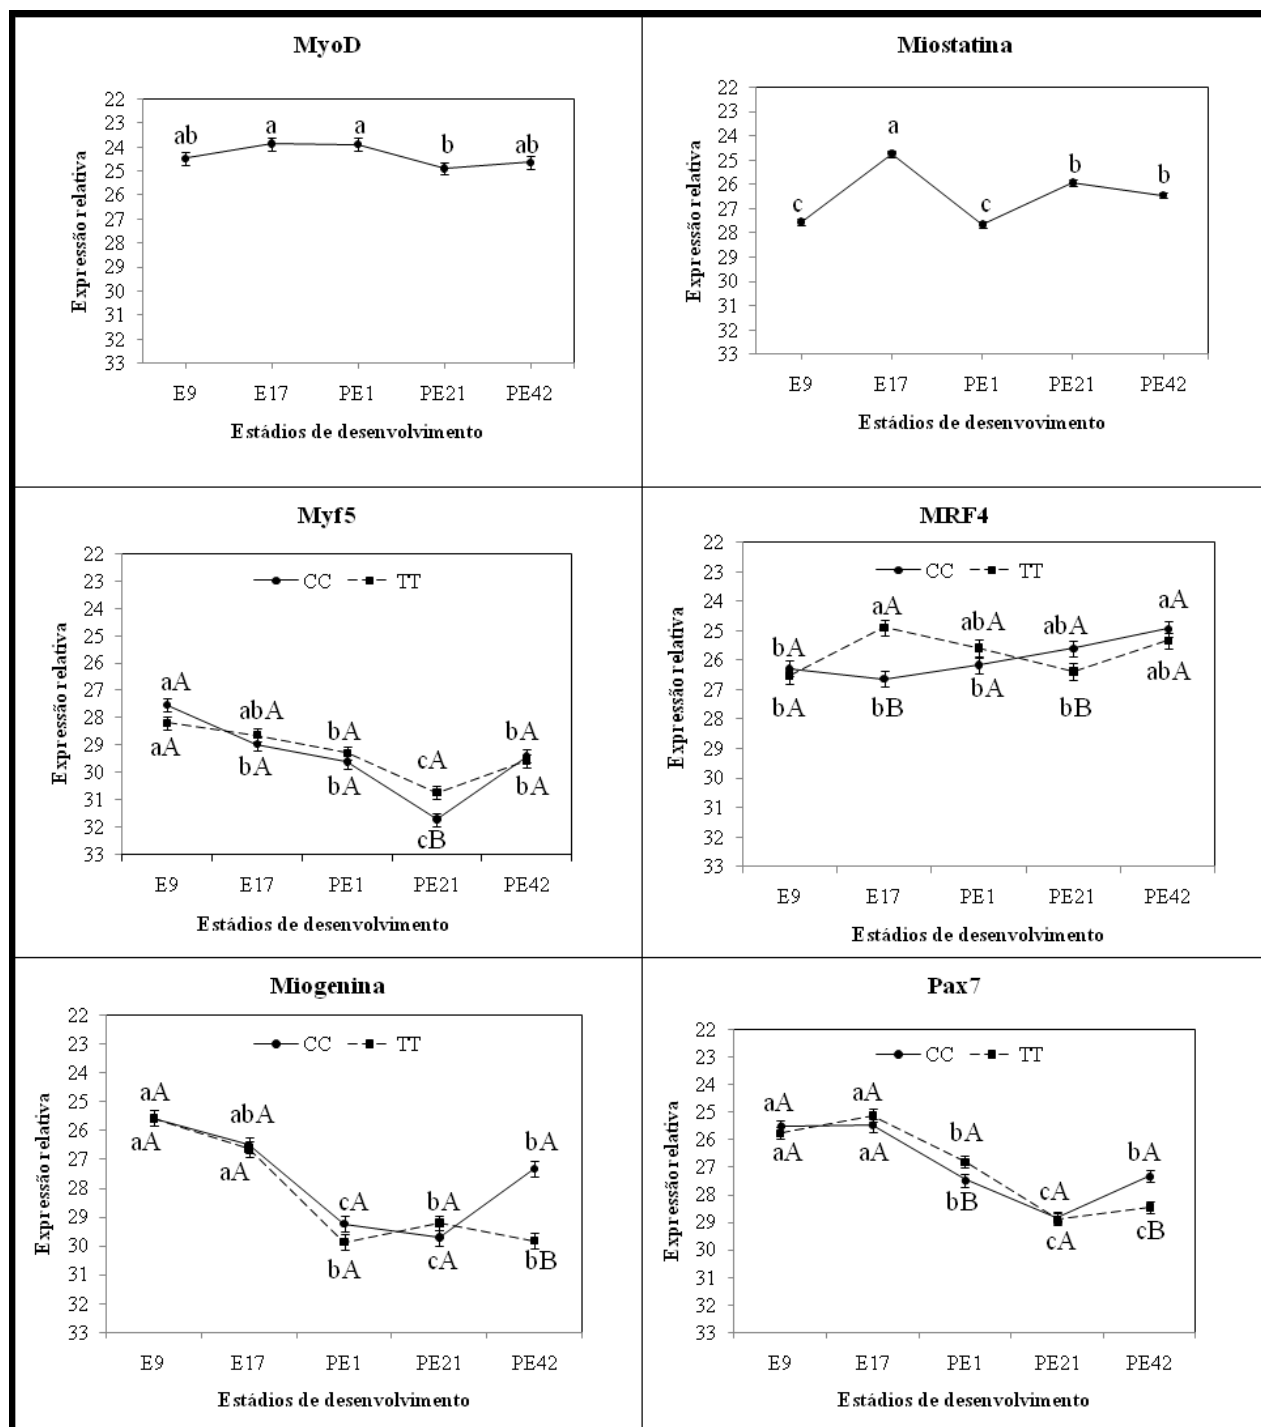 MyoD
Expressão relativa
22
23
24
25
26
27
28
29
30
31
32
33
ab
a
a
b
ab
E9 E17 PE1 PE21 PE42
Estádios de desenvolvimento
Miostatina
Expressão relativa
22
23
24
25
26
27
28
29
30
31
32
33
c
a
c
b
b
E9 E17 PE1 PE21 PE42
Estádios de desenvovimento
Myf5
Expressão relativa
22
23
24
25
26
27
28
29
30
31
32
33
CC TT
aA abA bA cA bA
aA bA bA cB bA
E9 E17 PE1 PE21 PE42
Estádios de desenvolvimento
MRF4
Expressão relativa
22
23
24
25
26
27
28
29
30
31
32
33
CC TT
bA aA abA abA aA
bA bB bA bB abA
E9 E17 PE1 PE21 PE42
Estádios de desenvolvimento
Miogenina
Expressão relativa
22
23
24
25
26
27
28
29
30
31
32
33
CC TT
aA abA cA bA bA
aA aA bA cA bB
E9 E17 PE1 PE21 PE42
Estádios de desenvolvimento
Pax7
Expressão relativa
22
23
24
25
26
27
28
29
30
31
32
33
CC TT
aA aA bA cA bA
aA aA bB cA cB
E9 E17 PE1 PE21 PE42
Estádios de desenvolvimento